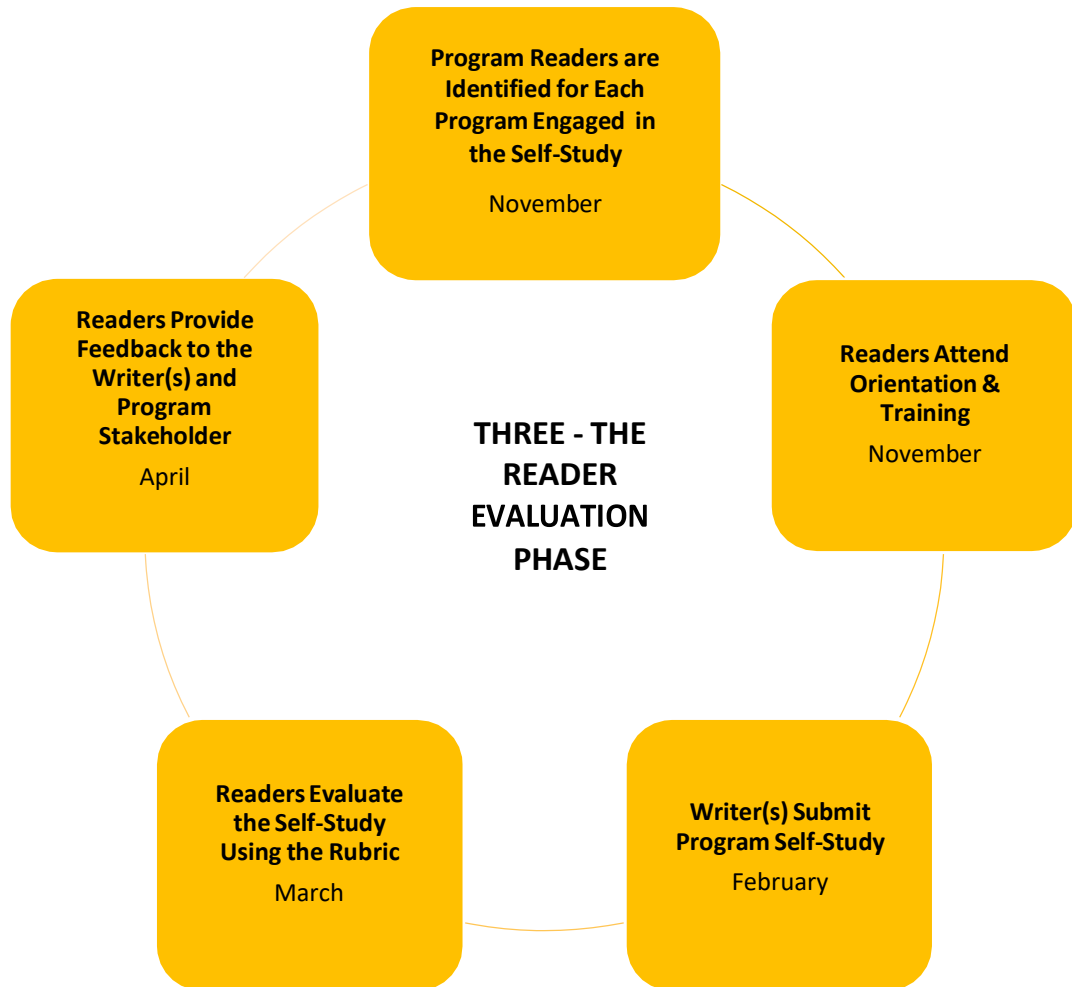 Program Readers are
Identified for Each
Program Engaged in
the Self-Study
November
Readers Attend
Orientation &
Training
November
Writer(s) Submit
Program Self-Study
February
Readers Evaluate
the Self-Study
Using the Rubric
March
Readers Provide
Feedback to the
Writer(s) and
Program
Stakeholder
April
THREE - THE
READER
EVALUATION
PHASE